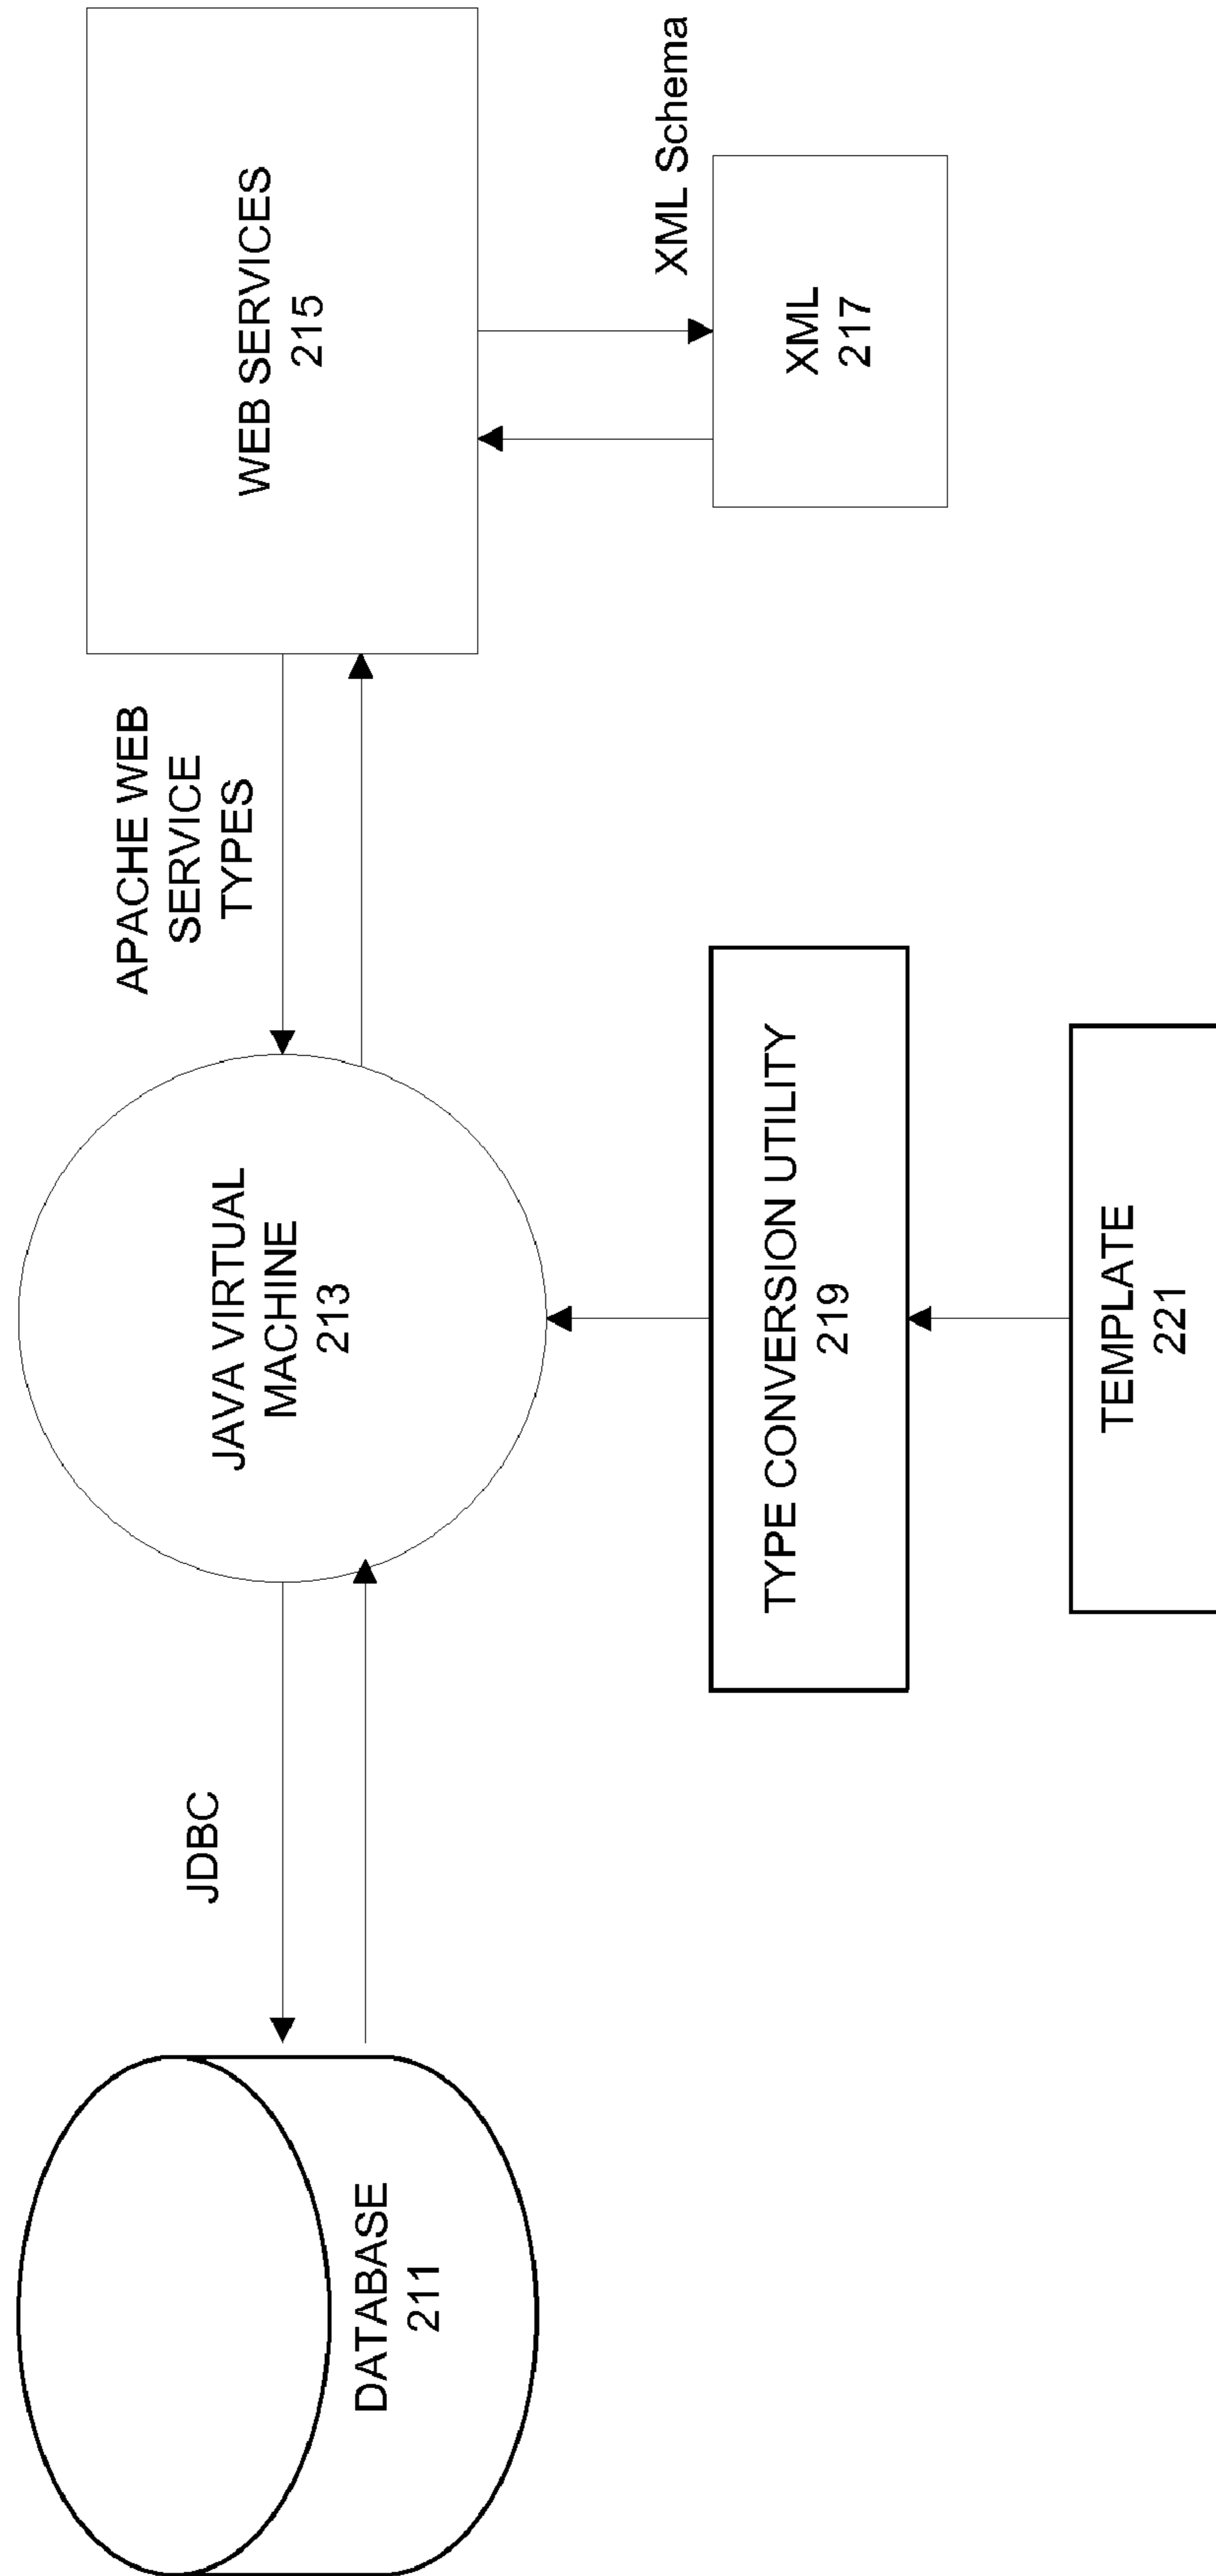 DATABASE
211
JDBC
JAVA VIRTUAL
MACHINE
213
APACHE WEB
SERVICE
TYPES
WEB SERVICES
215
XML Schema
XML
217
TYPE CONVERSION UTILITY
219
TEMPLATE
221